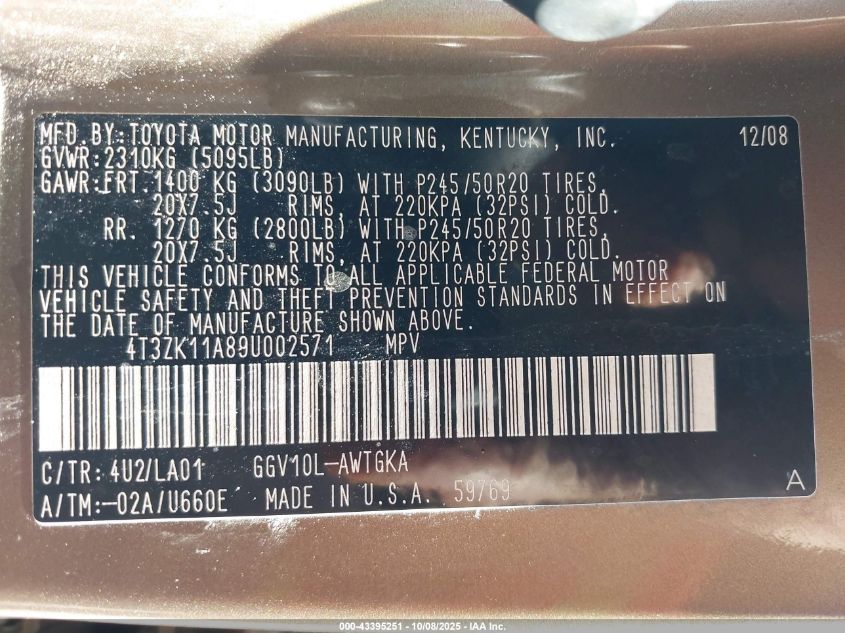 MFD. BY: TOYOTA MOTOR MANUFACTURING, KENTUCKY, INC. 12/08
GVWR: 2310KG (5095LB)
GAWR: FRT. 1400 KG (3090LB) WITH P245/50R20 TIRES,
20X7.5J RIMS, AT 220KPA (32PSI) COLD.
RR. 1270 KG (2800LB) WITH P245/50R20 TIRES,
20X7.5J RIMS, AT 220KPA (32PSI) COLD.
THIS VEHICLE CONFORMS TO ALL APPLICABLE FEDERAL MOTOR
VEHICLE SAFETY AND THEFT PREVENTION STANDARDS IN EFFECT ON
THE DATE OF MANUFACTURE SHOWN ABOVE.
4T3ZK11A89U002571 MPV
C/TR: 4U2/LA01 GGV10L-AWTGKA
A/TM:-02A/U660E MADE IN U.S.A. 59769 A
000-43395251 - 10/08/2025 - IAA Inc.